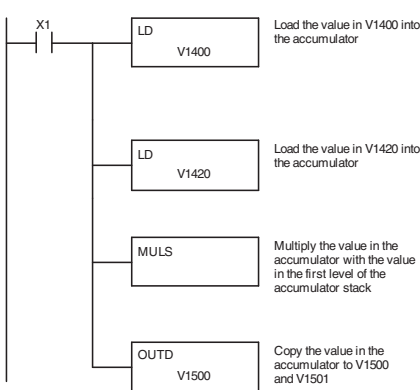 X1
LD
V1400
Load the value in V1400 into
the accumulator
LD
V1420
Load the value in V1420 into
the accumulator
MULS
Multiply the value in the
accumulator with the value
in the first level of the
accumulator stack
OUTD
V1500
Copy the value in the
accumulator to V1500
and V1501